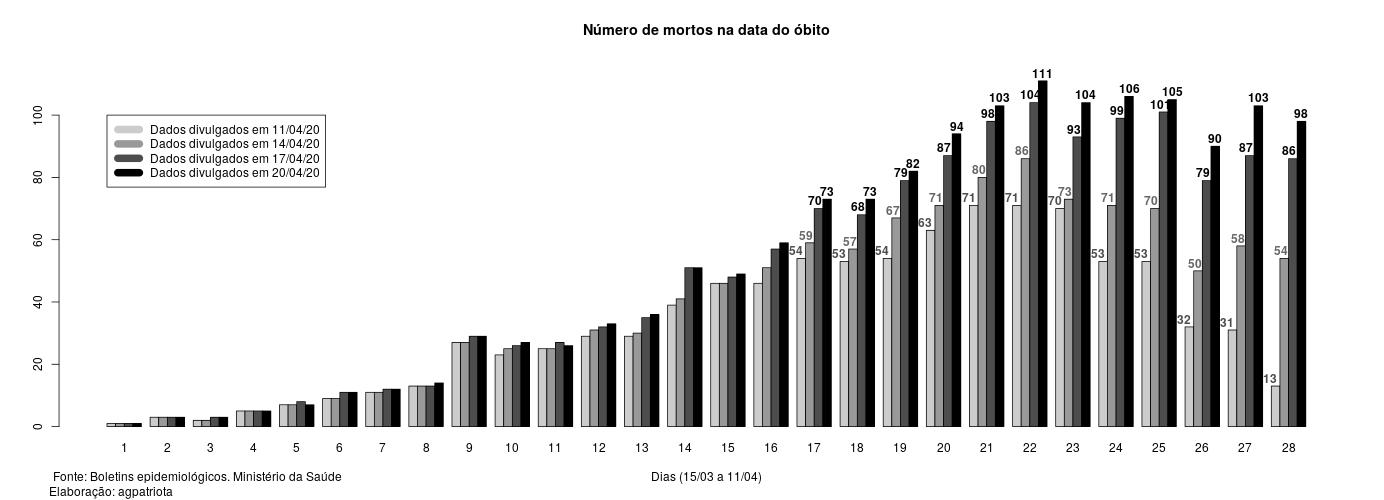 Número de mortos na data do óbito
Dados divulgados em 11/04/20
Dados divulgados em 14/04/20
Dados divulgados em 17/04/20
Dados divulgados em 20/04/20
0 20 40 60 80 100
54 59 70 73
53 57 68 73
54 67 79 82
63 71 87 94
71 80 98 103
71 86 104 111
70 73 93 104
53 71 99 106
53 70 101 105
32 50 79 90
31 58 87 103
13 54 86 98
1 2 3 4 5 6 7 8 9 10 11 12 13 14 15 16 17 18 19 20 21 22 23 24 25 26 27 28
Dias (15/03 a 11/04)
Fonte: Boletins epidemiológicos. Ministério da Saúde
Elaboração: agpatriota